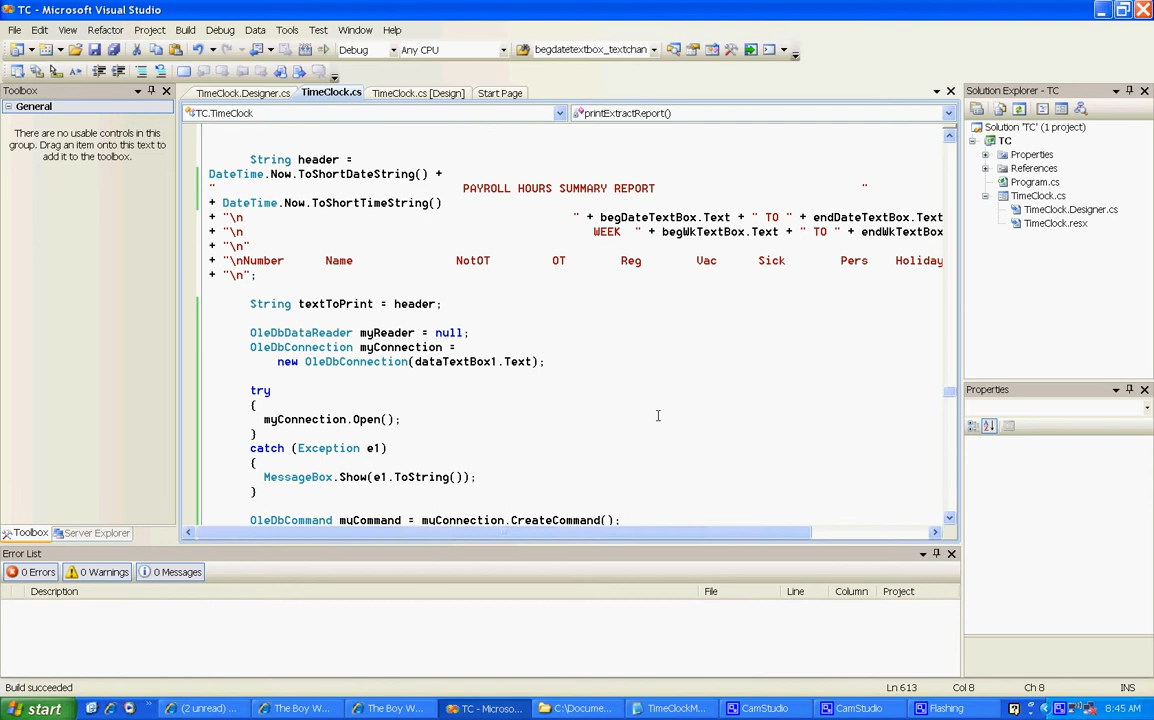 TC - Microsoft Visual Studio
File Edit View Refactor Project Build Debug Data Tools Test Window Help
Debug Any CPU begdatetextbox_textchan
Toolbox
General
There are no usable controls in this
group. Drag an item onto this text to
add it to the toolbox.
Toolbox Server Explorer
TimeClock.Designer.cs TimeClock.cs TimeClock.cs [Design] Start Page
TC.TimeClock printExtractReport()
String header =
DateTime.Now.ToShortDateString() +
" PAYROLL HOURS SUMMARY REPORT "
+ DateTime.Now.ToShortTimeString()
+ "\n " + begDateTextBox.Text + " TO " + endDateTextBox.Text
+ "\n WEEK " + begWkTextBox.Text + " TO " + endWkTextBox
+ "\n"
+ "\nNumber Name NotOT OT Reg Vac Sick Pers Holiday
+ "\n";
String textToPrint = header;
OleDbDataReader myReader = null;
OleDbConnection myConnection =
new OleDbConnection(dataTextBox1.Text);
try
{
myConnection.Open();
}
catch (Exception e1)
{
MessageBox.Show(e1.ToString());
}
OleDbCommand myCommand = myConnection.CreateCommand();
Solution Explorer - TC
Solution 'TC' (1 project)
TC
Properties
References
Program.cs
TimeClock.cs
TimeClock.Designer.cs
TimeClock.resx
Properties
Error List
0 Errors 0 Warnings 0 Messages
Description File Line Column Project
Build succeeded Ln 613 Col 8 Ch 8 INS
start (2 unread) ... The Boy W... The Boy W... TC - Microso... C:\Docume... TimeClockM... CamStudio CamStudio Flashing 8:45 AM